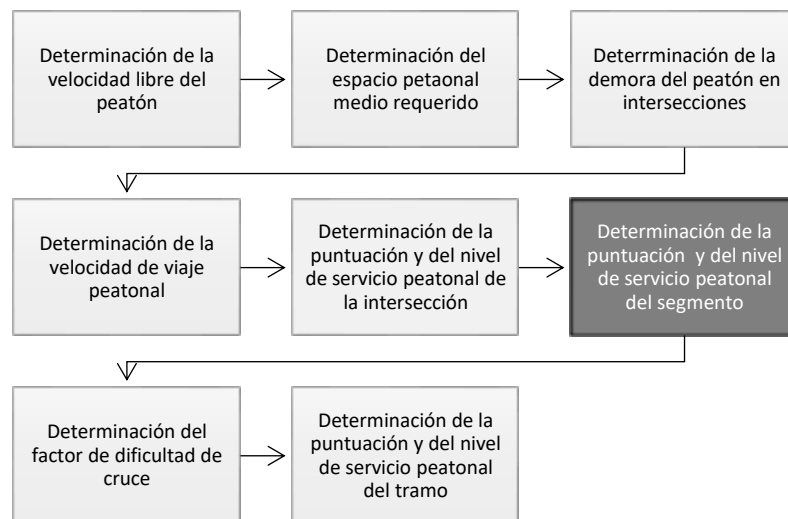 Determinación de la
velocidad libre del
peatón
Determinación del
espacio petaonal
medio requerido
Deterrminación de la
demora del peatón en
intersecciones
Determinación de la
velocidad de viaje
peatonal
Determinación de la
puntuación y del nivel
de servicio peatonal de
la intersección
Determinación de la
puntuación y del nivel
de servicio peatonal
del segmento
Determinación del
factor de dificultad de
cruce
Determinación de la
puntuación y del nivel
de servicio peatonal
del tramo